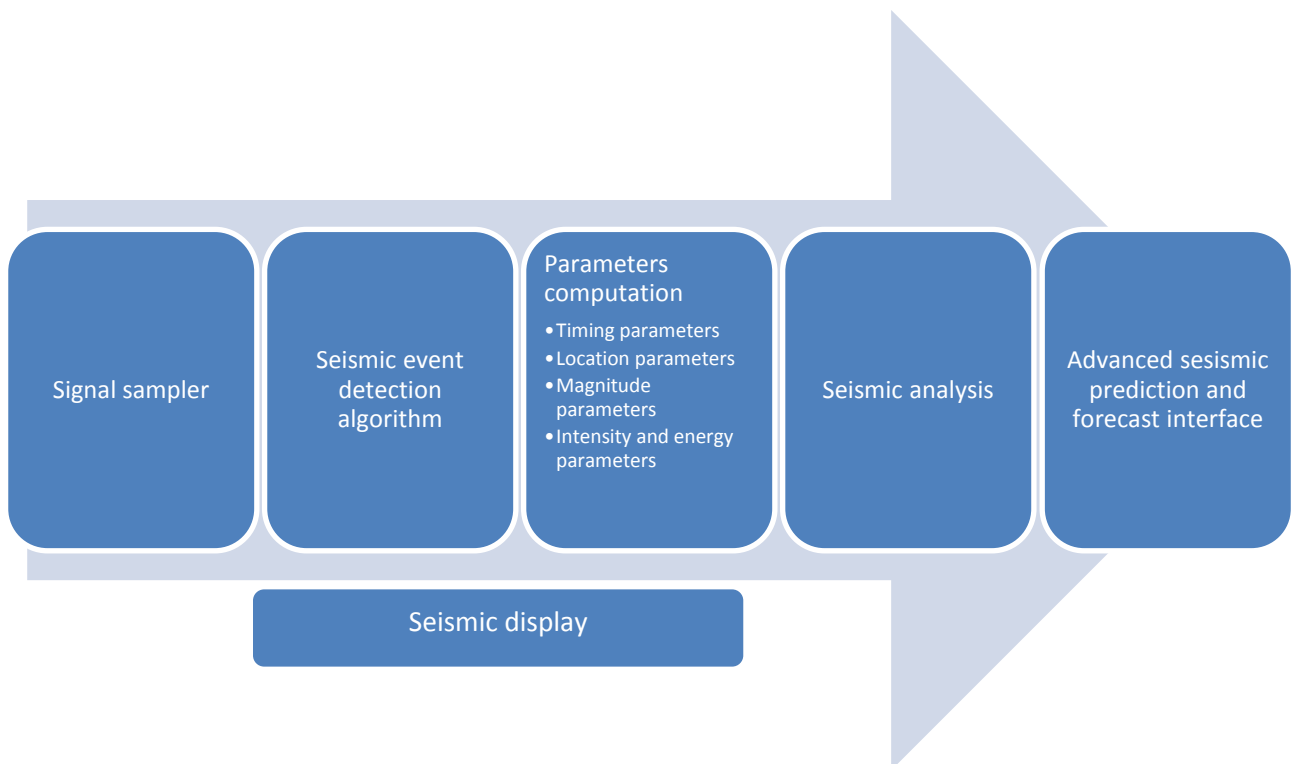 Signal sampler
Seismic event
detection
algorithm
Parameters
computation
•Timing parameters
•Location parameters
•Magnitude
parameters
•Intensity and energy
parameters
Seismic analysis
Advanced sesismic
prediction and
forecast interface
Seismic display